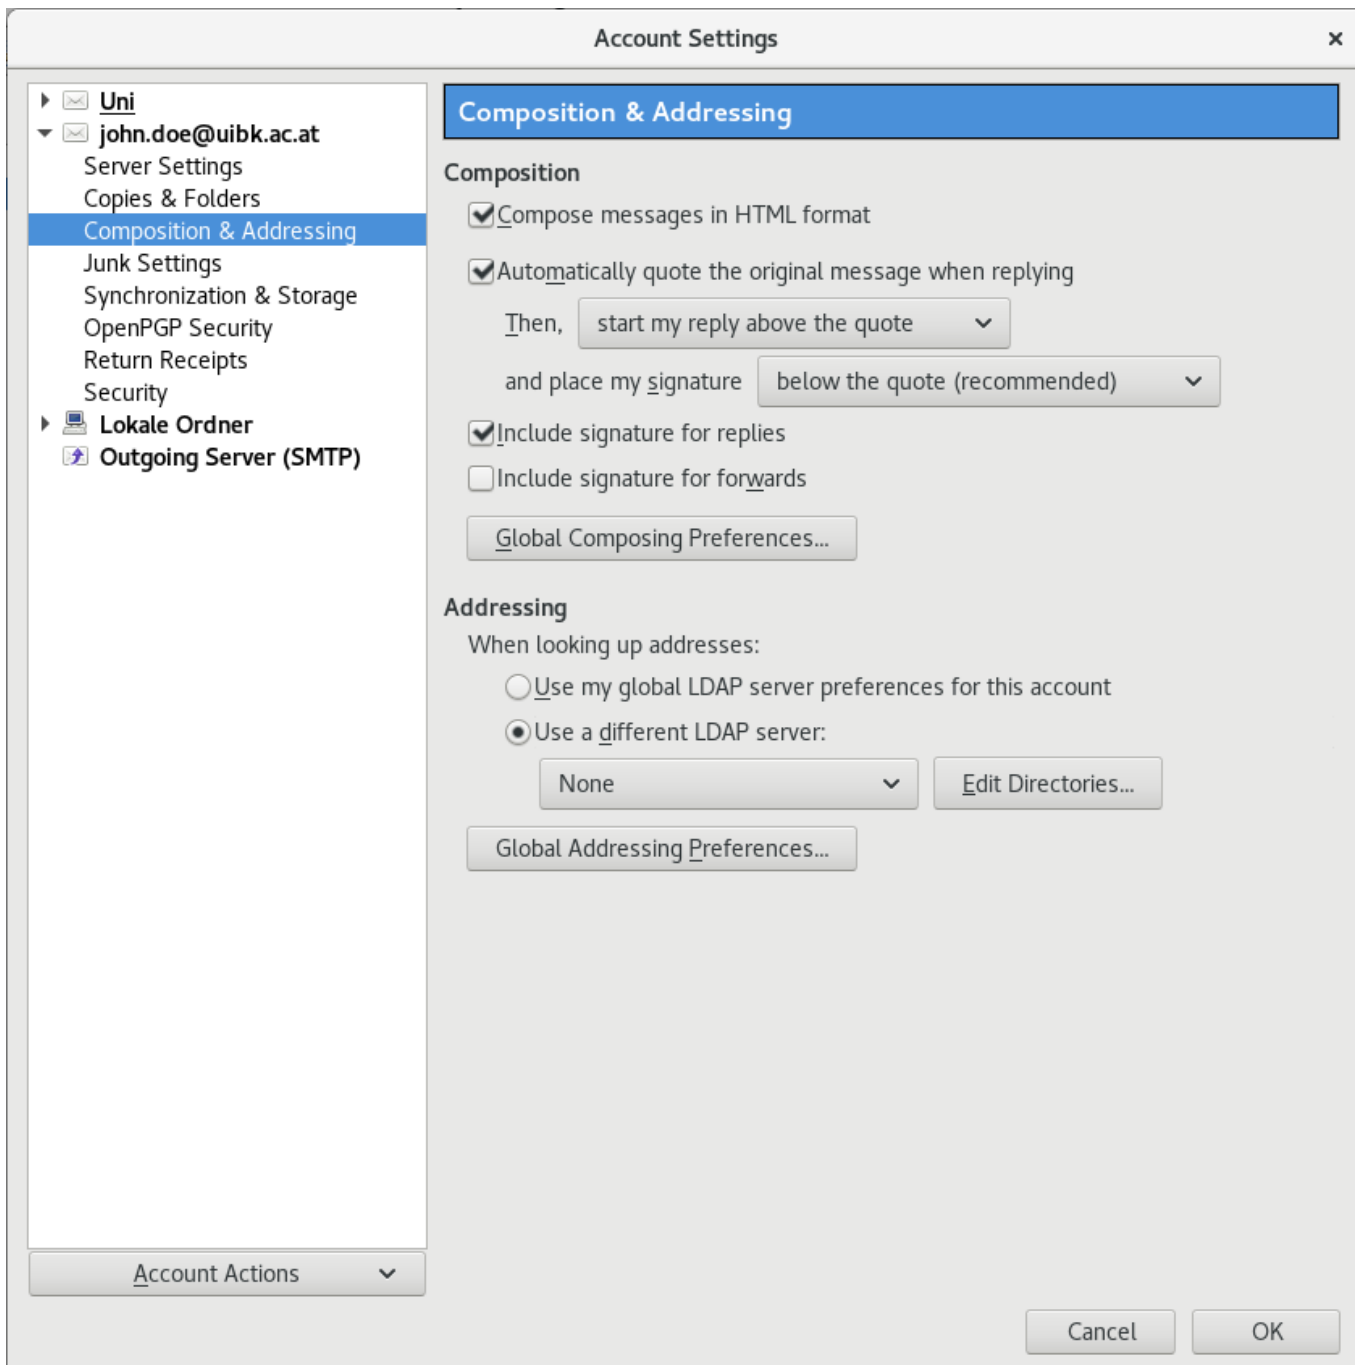 Account Settings
Uni
john.doe@uibk.ac.at
Server Settings
Copies & Folders
Composition & Addressing
Junk Settings
Synchronization & Storage
OpenPGP Security
Return Receipts
Security
Lokale Ordner
Outgoing Server (SMTP)
Account Actions
Composition & Addressing
Composition
Compose messages in HTML format
Automatically quote the original message when replying
Then, start my reply above the quote
and place my signature below the quote (recommended)
Include signature for replies
Include signature for forwards
Global Composing Preferences...
Addressing
When looking up addresses:
Use my global LDAP server preferences for this account
Use a different LDAP server:
None Edit Directories...
Global Addressing Preferences...
Cancel OK